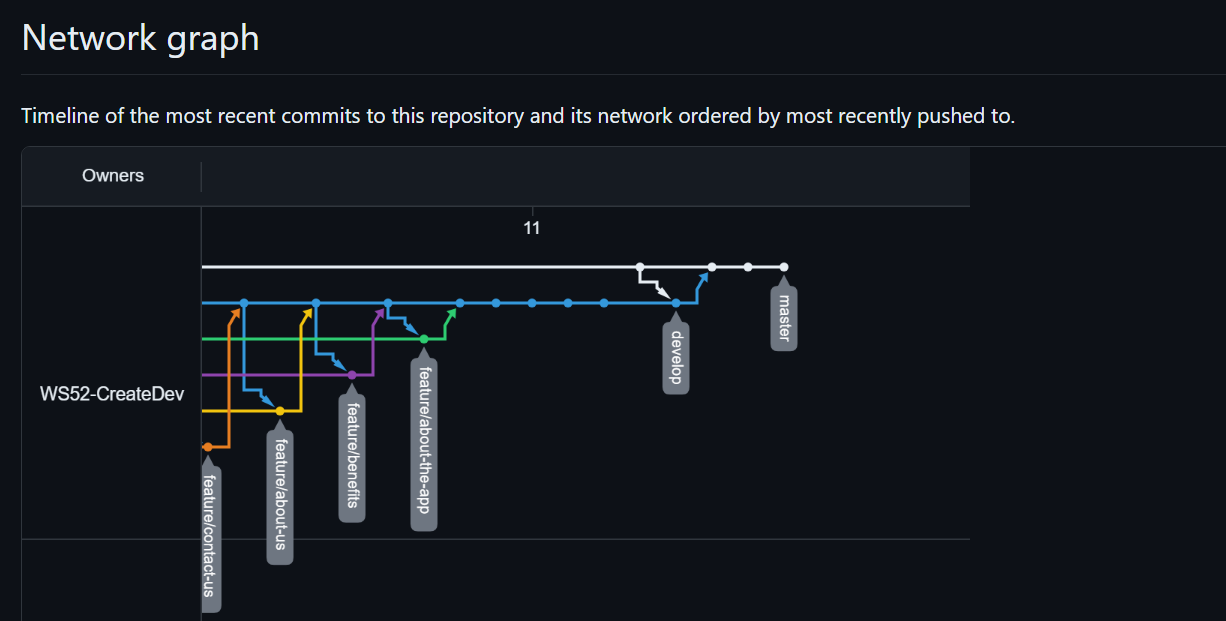 Network graph
Timeline of the most recent commits to this repository and its network ordered by most recently pushed to.
Owners
11
WS52-CreateDev
master
develop
feature/about-the-app
feature/benefits
feature/about-us
feature/contact-us